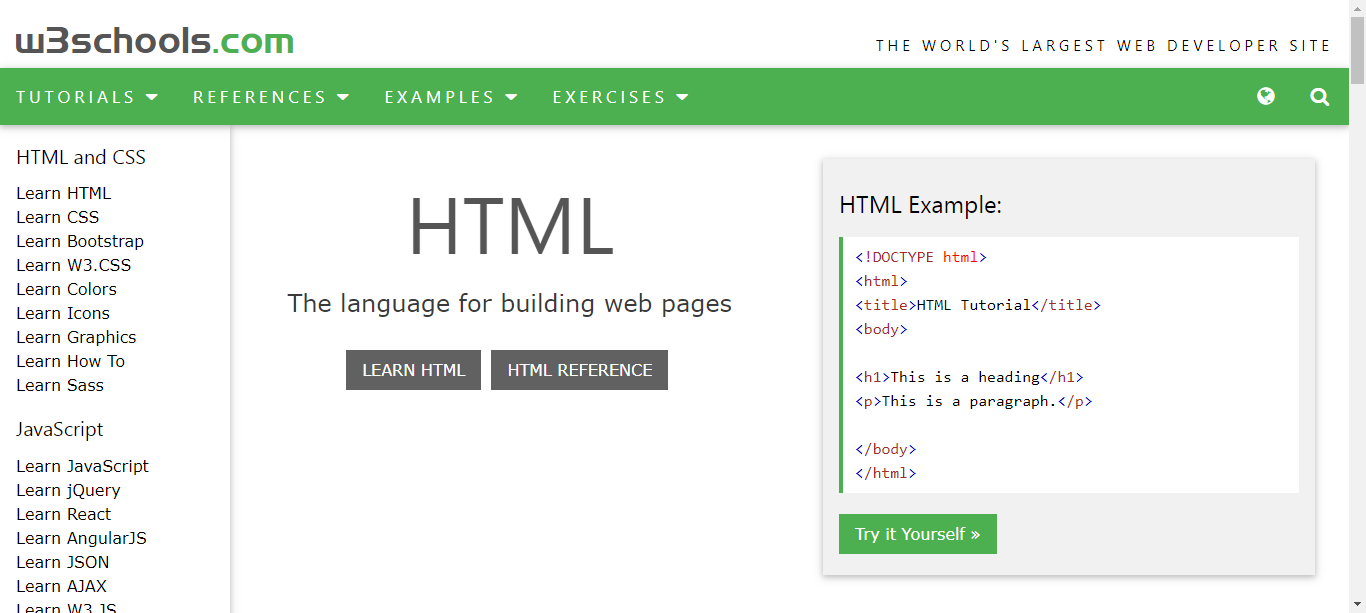 w3schools.com
THE WORLD'S LARGEST WEB DEVELOPER SITE
TUTORIALS REFERENCES EXAMPLES EXERCISES
HTML and CSS
Learn HTML
Learn CSS
Learn Bootstrap
Learn W3.CSS
Learn Colors
Learn Icons
Learn Graphics
Learn How To
Learn Sass
JavaScript
Learn JavaScript
Learn jQuery
Learn React
Learn AngularJS
Learn JSON
Learn AJAX
Learn W3.JS
HTML
The language for building web pages
LEARN HTML HTML REFERENCE
HTML Example:
<!DOCTYPE html>
<html>
<title>HTML Tutorial</title>
<body>
<h1>This is a heading</h1>
<p>This is a paragraph.</p>
</body>
</html>
Try it Yourself »